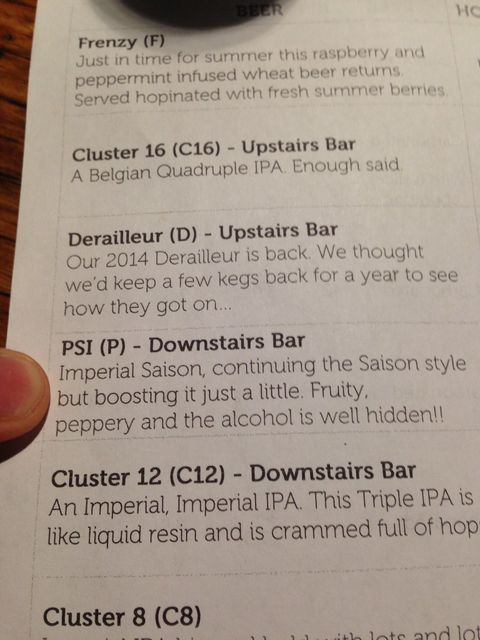 BEER
HO
Frenzy (F)
Just in time for summer this raspberry and
peppermint infused wheat beer returns.
Served hopinated with fresh summer berries.
Cluster 16 (C16) - Upstairs Bar
A Belgian Quadruple IPA. Enough said.
Derailleur (D) - Upstairs Bar
Our 2014 Derailleur is back. We thought
we'd keep a few kegs back for a year to see
how they got on...
PSI (P) - Downstairs Bar
Imperial Saison, continuing the Saison style
but boosting it just a little. Fruity,
peppery and the alcohol is well hidden!!
Cluster 12 (C12) - Downstairs Bar
An Imperial, Imperial IPA. This Triple IPA is
like liquid resin and is crammed full of hop
Cluster 8 (C8)
with lots and lot